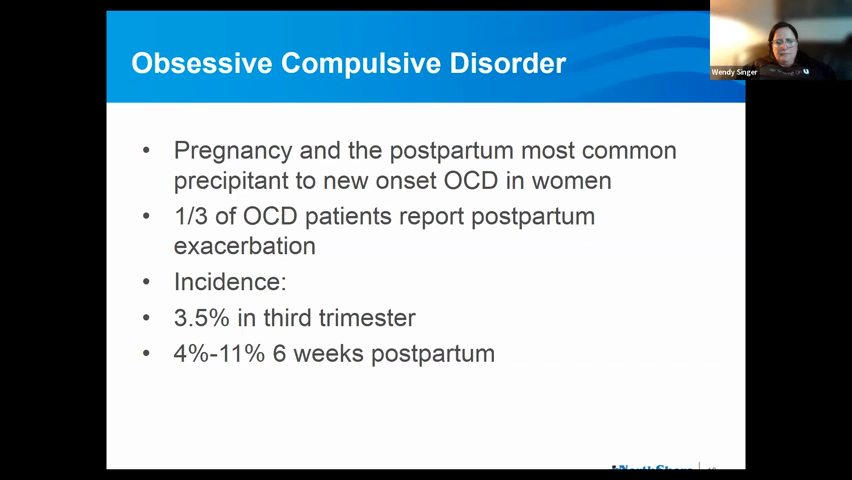 Obsessive Compulsive Disorder
Wendy Singer
• Pregnancy and the postpartum most common
precipitant to new onset OCD in women
• 1/3 of OCD patients report postpartum
exacerbation
• Incidence:
• 3.5% in third trimester
• 4%-11% 6 weeks postpartum